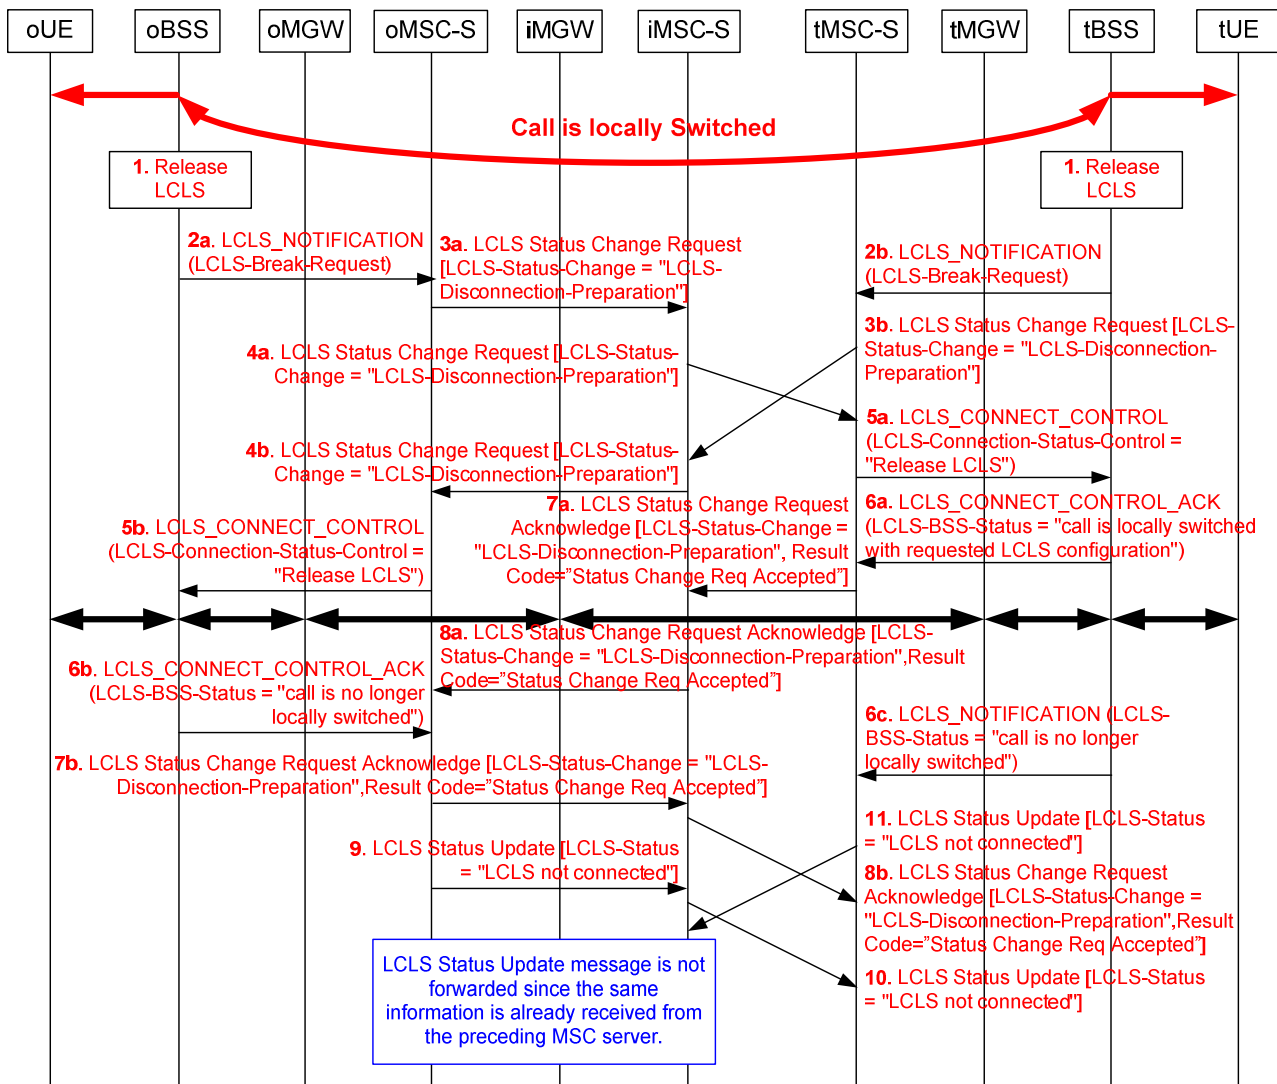 oUE oBSS oMGW oMSC-S iMGW iMSC-S tMSC-S tMGW tBSS tUE
Call is locally Switched
1. Release
LCLS
1. Release
LCLS
2a. LCLS_NOTIFICATION
(LCLS-Break-Request)
3a. LCLS Status Change Request
[LCLS-Status-Change = "LCLS-
Disconnection-Preparation"]
2b. LCLS_NOTIFICATION
(LCLS-Break-Request)
3b. LCLS Status Change Request [LCLS-
Status-Change = "LCLS-Disconnection-
Preparation"]
4a. LCLS Status Change Request [LCLS-Status-
Change = "LCLS-Disconnection-Preparation"]
5a. LCLS_CONNECT_CONTROL
(LCLS-Connection-Status-Control =
"Release LCLS")
4b. LCLS Status Change Request [LCLS-Status-
Change = "LCLS-Disconnection-Preparation"]
6a. LCLS_CONNECT_CONTROL_ACK
(LCLS-BSS-Status = "call is locally switched
with requested LCLS configuration")
7a. LCLS Status Change Request
Acknowledge [LCLS-Status-Change =
"LCLS-Disconnection-Preparation", Result
Code=”Status Change Req Accepted”]
5b. LCLS_CONNECT_CONTROL
(LCLS-Connection-Status-Control =
"Release LCLS")
8a. LCLS Status Change Request Acknowledge [LCLS-
Status-Change = "LCLS-Disconnection-Preparation",Result
Code=”Status Change Req Accepted”]
6b. LCLS_CONNECT_CONTROL_ACK
(LCLS-BSS-Status = "call is no longer
locally switched")
6c. LCLS_NOTIFICATION (LCLS-
BSS-Status = "call is no longer
locally switched")
7b. LCLS Status Change Request Acknowledge [LCLS-Status-Change = "LCLS-
Disconnection-Preparation",Result Code=”Status Change Req Accepted”]
11. LCLS Status Update [LCLS-Status
= "LCLS not connected"]
9. LCLS Status Update [LCLS-Status
= "LCLS not connected"]
8b. LCLS Status Change Request
Acknowledge [LCLS-Status-Change =
"LCLS-Disconnection-Preparation",Result
Code=”Status Change Req Accepted”]
10. LCLS Status Update [LCLS-Status
= "LCLS not connected"]
LCLS Status Update message is not
forwarded since the same
information is already received from
the preceding MSC server.